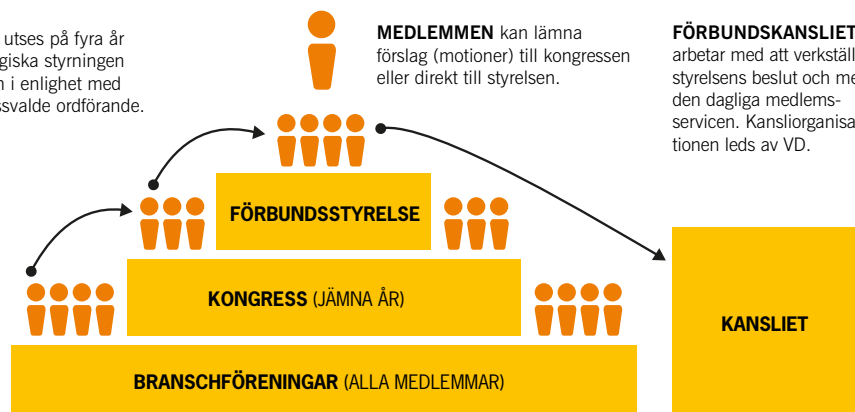 utses på fyra år
giska styrningen
i enlighet med
ssvalde ordförande.
MEDLEMMEN kan lämna
förslag (motioner) till kongressen
eller direkt till styrelsen.
FÖRBUNDSKANSLIET
arbetar med att verkställ
styrelsens beslut och me
den dagliga medlems-
servicen. Kansliorganisa
tionen leds av VD.
FÖRBUNDSSTYRELSE
KONGRESS (JÄMNA ÅR)
KANSLIET
BRANSCHFÖRENINGAR (ALLA MEDLEMMAR)